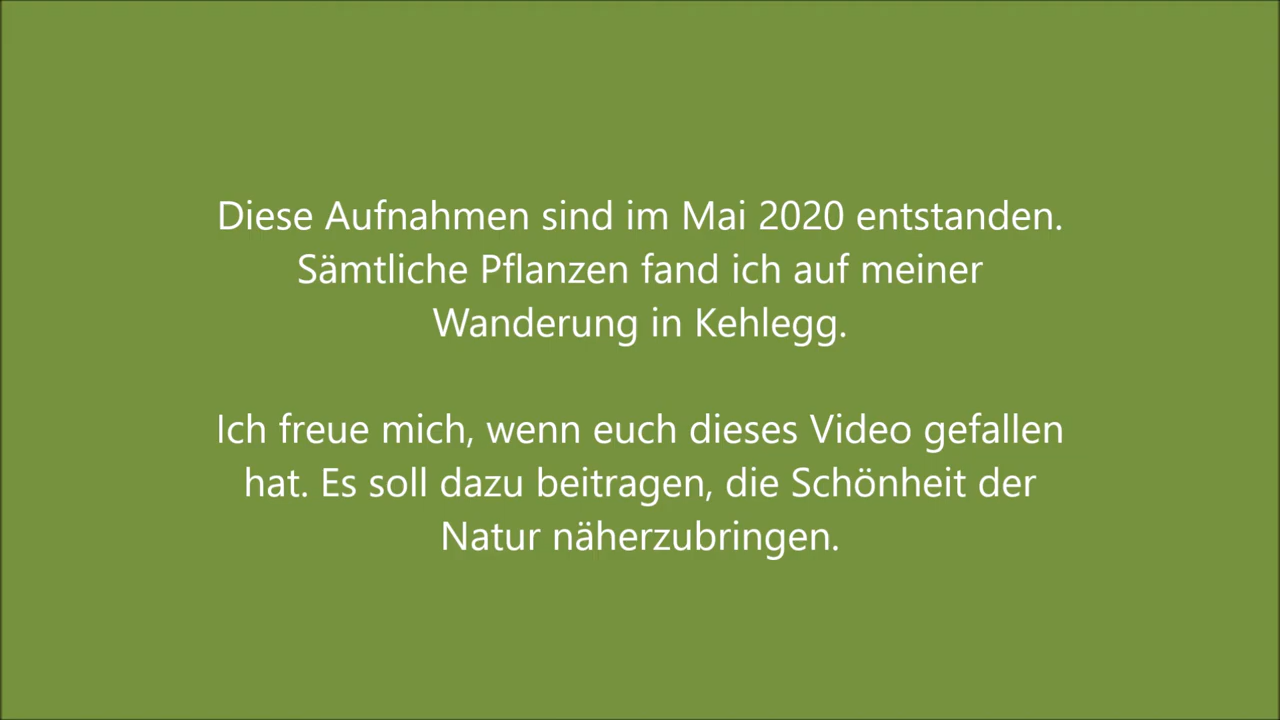 Diese Aufnahmen sind im Mai 2020 entstanden.
Sämtliche Pflanzen fand ich auf meiner
Wanderung in Kehlegg.
Ich freue mich, wenn euch dieses Video gefallen
hat. Es soll dazu beitragen, die Schönheit der
Natur näherzubringen.